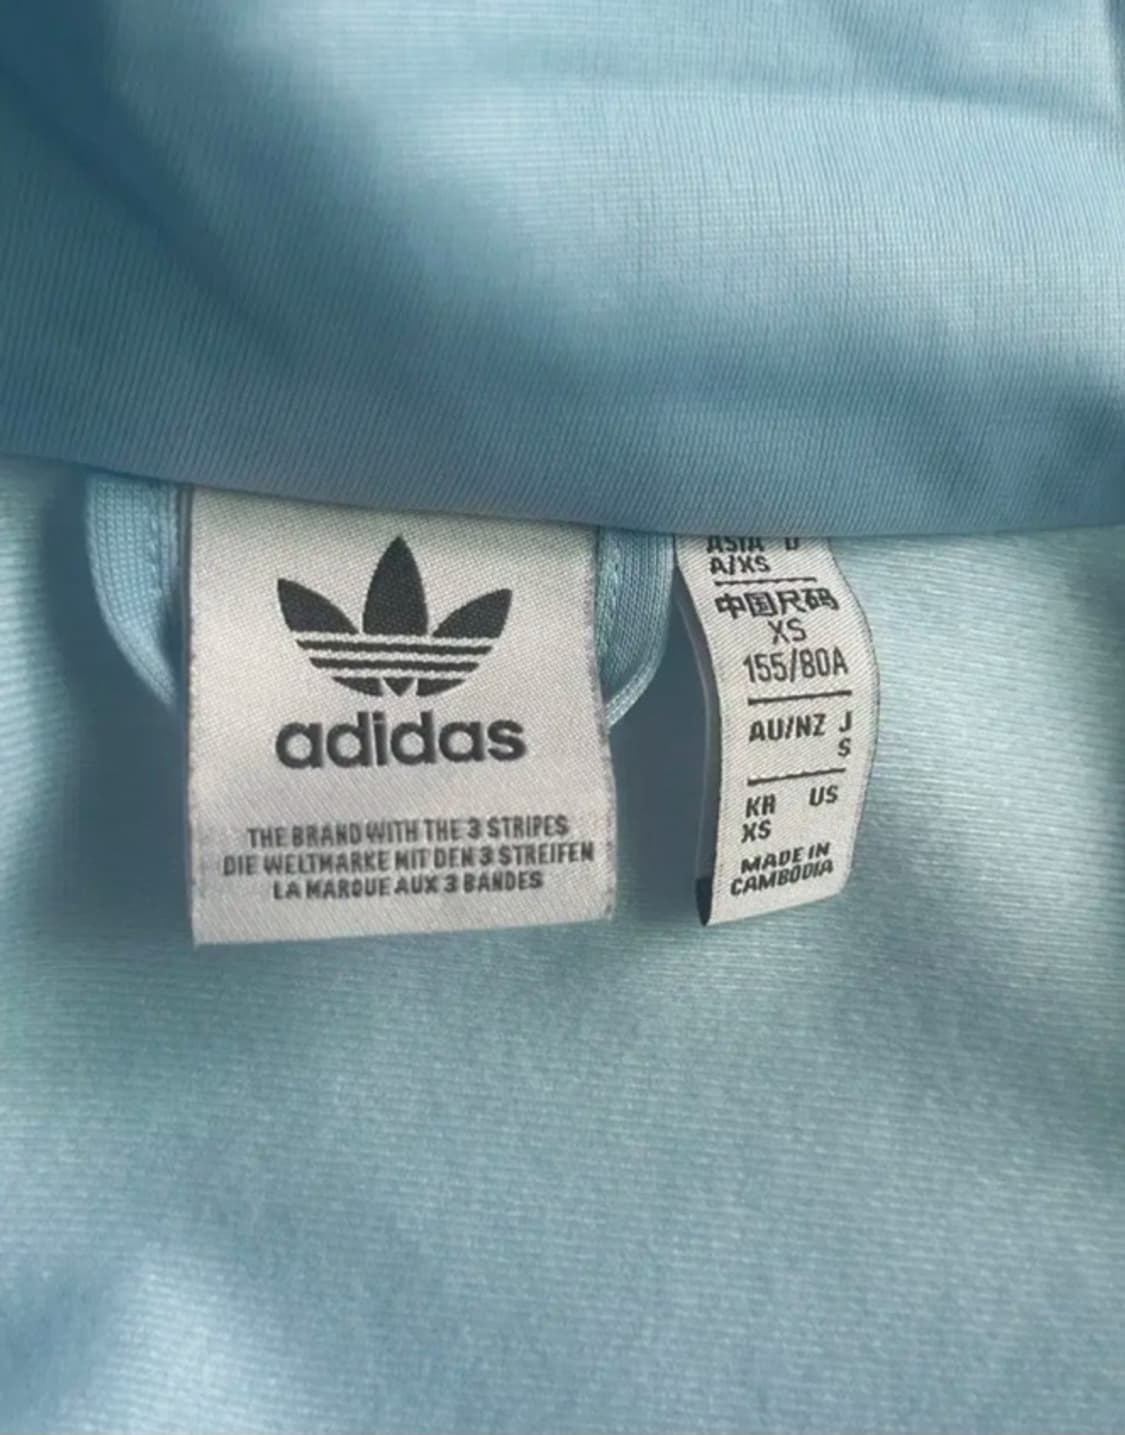 adidas
THE BRAND WITH THE 3 STRIPES
DIE WELTMARKE MIT DEN 3 STREIFEN
LA MARQUE AUX 3 BANDES
ASIA
A/XS
中国尺码
XS
155/80A
AU/NZ J
S
KR US
XS
MADE IN
CAMBODIA